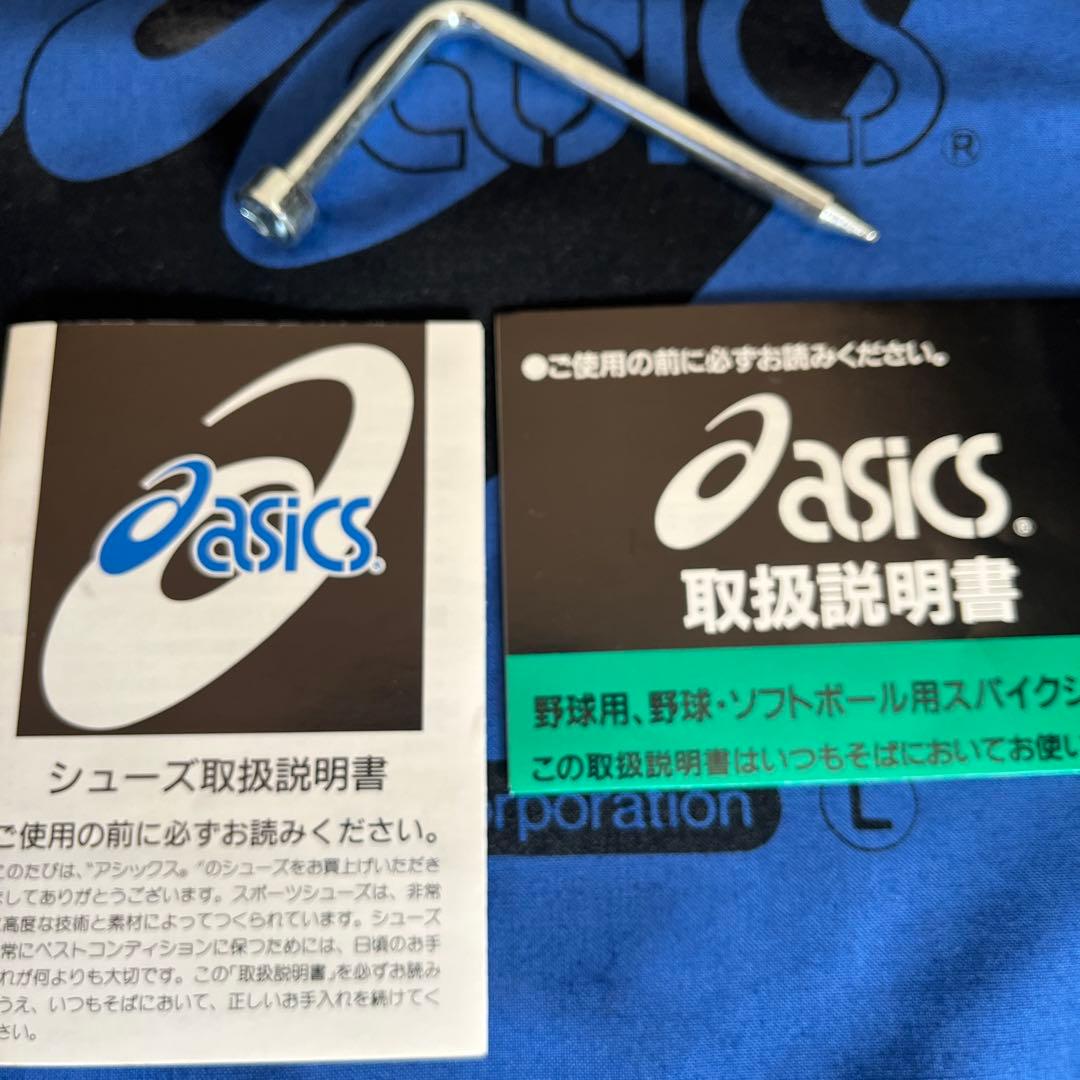 asics
®
asics®
シューズ取扱説明書
ご使用の前に必ずお読みください。
このたびは、"アシックス®"のシューズをお買上げいただき
してありがとうございます。スポーツシューズは、非常
高度な技術と素材によってつくられています。シューズ
常にベストコンディションに保つためには、日頃のお手
れが何よりも大切です。この「取扱説明書」を必ずお読み
うえ、いつもそばにおいて、正しいお手入れを続けてく
さい。
●ご使用の前に必ずお読みください。
asics®
取扱説明書
野球用、野球・ソフトボール用スパイクシ
この取扱説明書はいつもそばにおいてお使い
orporation
L